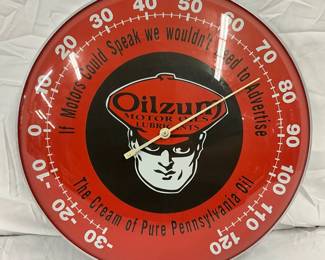 If Motors Could Speak we wouldn't need to Advertise
Oilzum
MOTOR OILS
LUBRICANTS
The Cream of Pure Pennsylvania Oil
-30 -20 -10 0 10 20 30 40 50 60 70 80 90 100 110 120